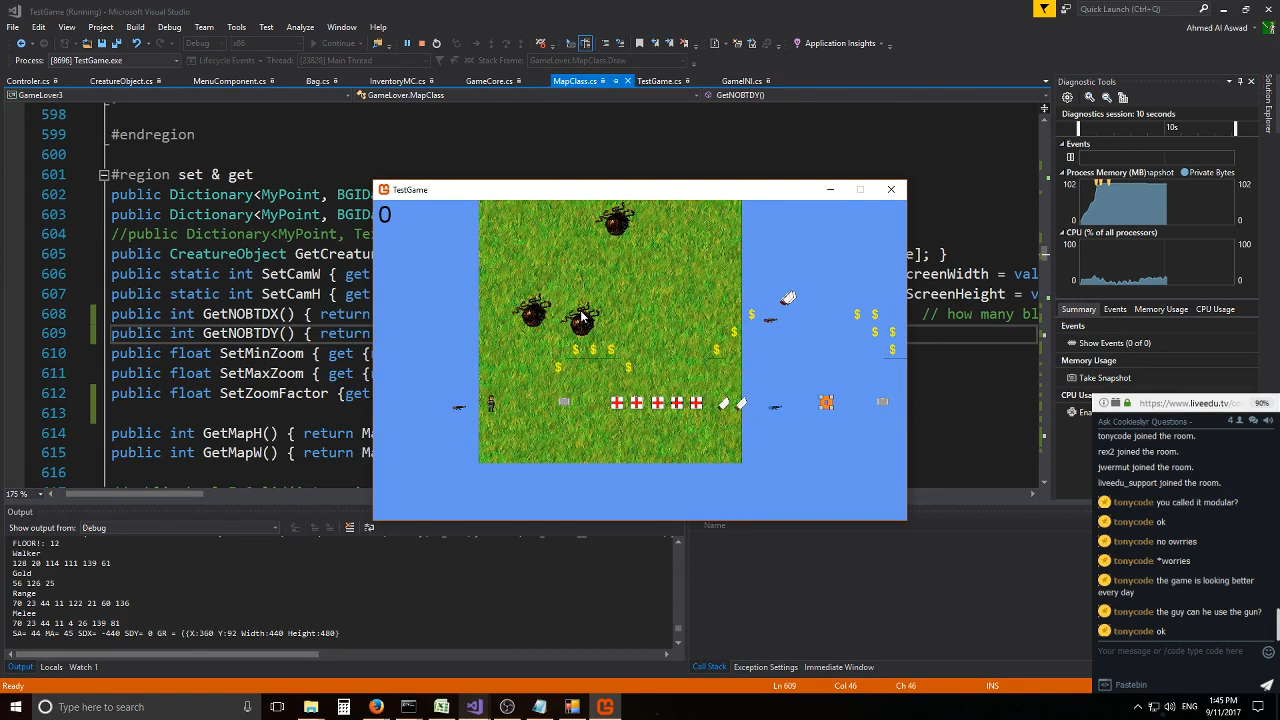 TestGame (Running) - Microsoft Visual Studio
Quick Launch (Ctrl+Q)
File Edit View Project Build Debug Team Tools Test Analyze Window Help
Ahmed Al Aswad
Debug x86 Continue Application Insights
Process: [8696] TestGame.exe Lifecycle Events Thread: [23828] Main Thread Stack Frame: GameLover.MapClass.Draw
Controler.cs CreatureObject.cs MenuComponent.cs Bag.cs InventoryMC.cs GameCore.cs MapClass.cs TestGame.cs GameINI.cs
GameLover3 GameLover.MapClass GetNOBTDY()
598
599 #endregion
600
601 #region set & get
602 public Dictionary<MyPoint, BGID
603 public Dictionary<MyPoint, BGID
604 //public Dictionary<MyPoint, Te
605 public CreatureObject GetCreatu e]; }
606 public static int SetCamW { get creenWidth = valu
607 public static int SetCamH { get creenHeight = val
608 public int GetNOBTDX() { return // how many bl
609 public int GetNOBTDY() { return
610 public float SetMinZoom { get {
611 public float SetMaxZoom { get {
612 public float SetZoomFactor {get
613
614 public int GetMapH() { return M
615 public int GetMapW() { return M
616
175 %
TestGame
0
$ $ $
$ $ $
$ $ $ $ $
$ $
Diagnostic Tools
Diagnostics session: 10 seconds
10s
Events
Process Memory (MB)napshot Private Bytes
102 102
0 0
CPU (% of all processors)
100 100
0 0
Summary Events Memory Usage
Events
Show Events (0 of 0)
Memory Usage
Take Snapshot
CPU Usage
Solution Explorer
Output
Show output from: Debug
FLOOR!: 12
Walker
128 20 114 111 139 61
Gold
56 126 25
Range
70 23 44 11 122 21 60 136
Melee
70 23 44 11 4 26 139 81
SA= 44 MA= 45 SDX= -440 SDY= 0 GR = ({X:360 Y:92 Width:440 Height:480}
Output Locals Watch 1
Name
Call Stack Exception Settings Immediate Window
Ready Ln 609 Col 46 Ch 46 INS
90%
Ask Cookiesliyr Questions - 4
tonycode joined the room.
rex2 joined the room.
jvermut joined the room.
liveedu_support joined the room.
tonycode you called it modular?
tonycode ok
tonycode no owrries
tonycode *worries
tonycode the game is looking better
every day
tonycode the guy can he use the gun?
tonycode ok
Your message or /code type code here
Pastebin
Type here to search
1:45 PM
9/11/2017